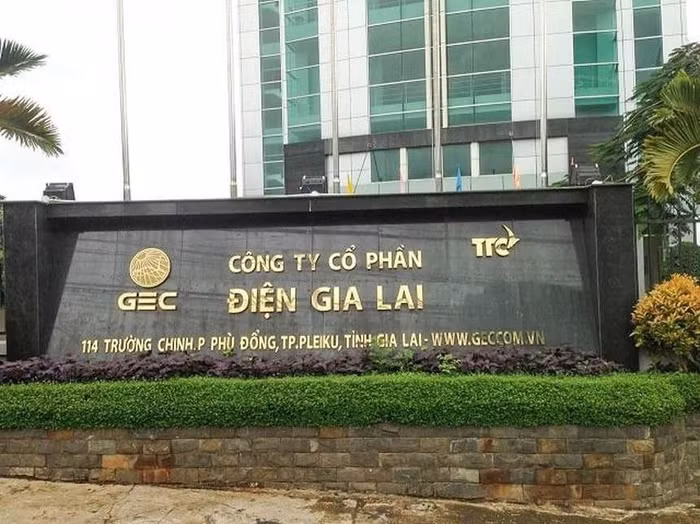 GEC
CÔNG TY CỔ PHẦN
ĐIỆN GIA LAI
TTC
114 TRƯỜNG CHINH.P PHÙ ĐỔNG,TP.PLEIKU,TỈNH GIA LAI-WWW.GECCOM.VN